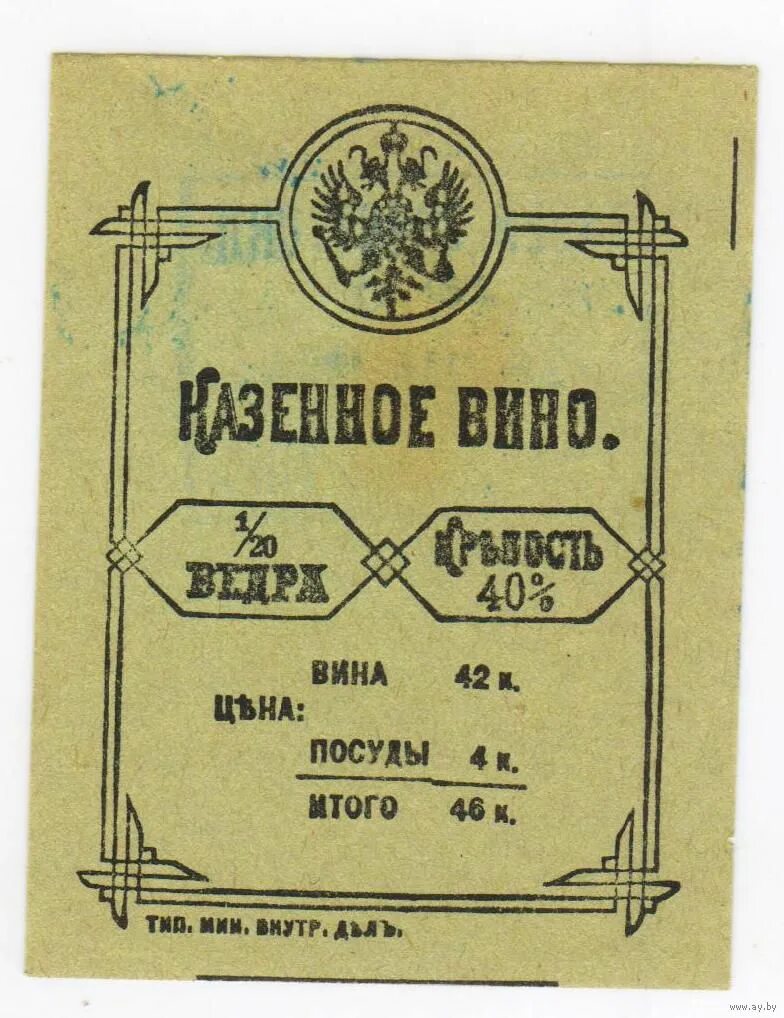 КАЗЕННОЕ ВИНО.
1/20 ВЕДРА
КРѢПОСТЬ 40%
ЦѢНА:
ВИНА 42 к.
ПОСУДЫ 4 к.
ИТОГО 46 к.
ТИП. МИН. ВНУТР. ДѢЛЪ.
www.ay.by